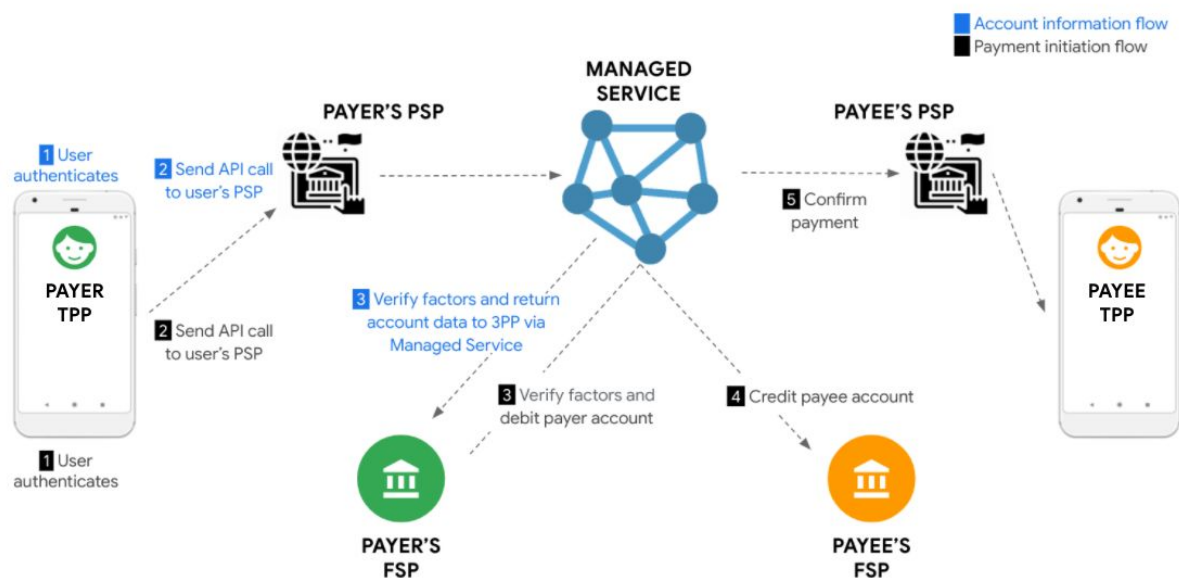 Account information flow
Payment initiation flow
MANAGED
SERVICE
PAYER'S PSP
PAYEE'S PSP
1 User
authenticates
2 Send API call
to user's PSP
5 Confirm
payment
PAYER
TPP
PAYEE
TPP
3 Verify factors and return
account data to 3PP via
Managed Service
2 Send API call
to user's PSP
3 Verify factors and
debit payer account
4 Credit payee account
1 User
authenticates
PAYER'S
FSP
PAYEE'S
FSP